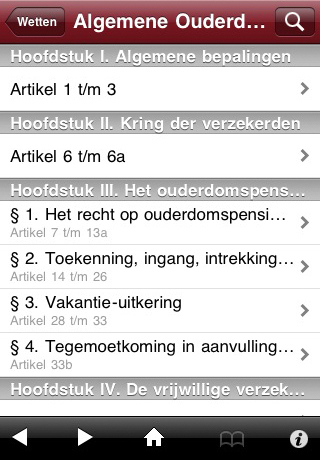 Wetten
Algemene Ouderd...
Hoofdstuk I. Algemene bepalingen
Artikel 1 t/m 3
Hoofdstuk II. Kring der verzekerden
Artikel 6 t/m 6a
Hoofdstuk III. Het ouderdomspens...
§ 1. Het recht op ouderdomspensi...
Artikel 7 t/m 13a
§ 2. Toekenning, ingang, intrekking...
Artikel 14 t/m 26
§ 3. Vakantie-uitkering
Artikel 28 t/m 33
§ 4. Tegemoetkoming in aanvulling...
Artikel 33b
Hoofdstuk IV. De vrijwillige verzek...